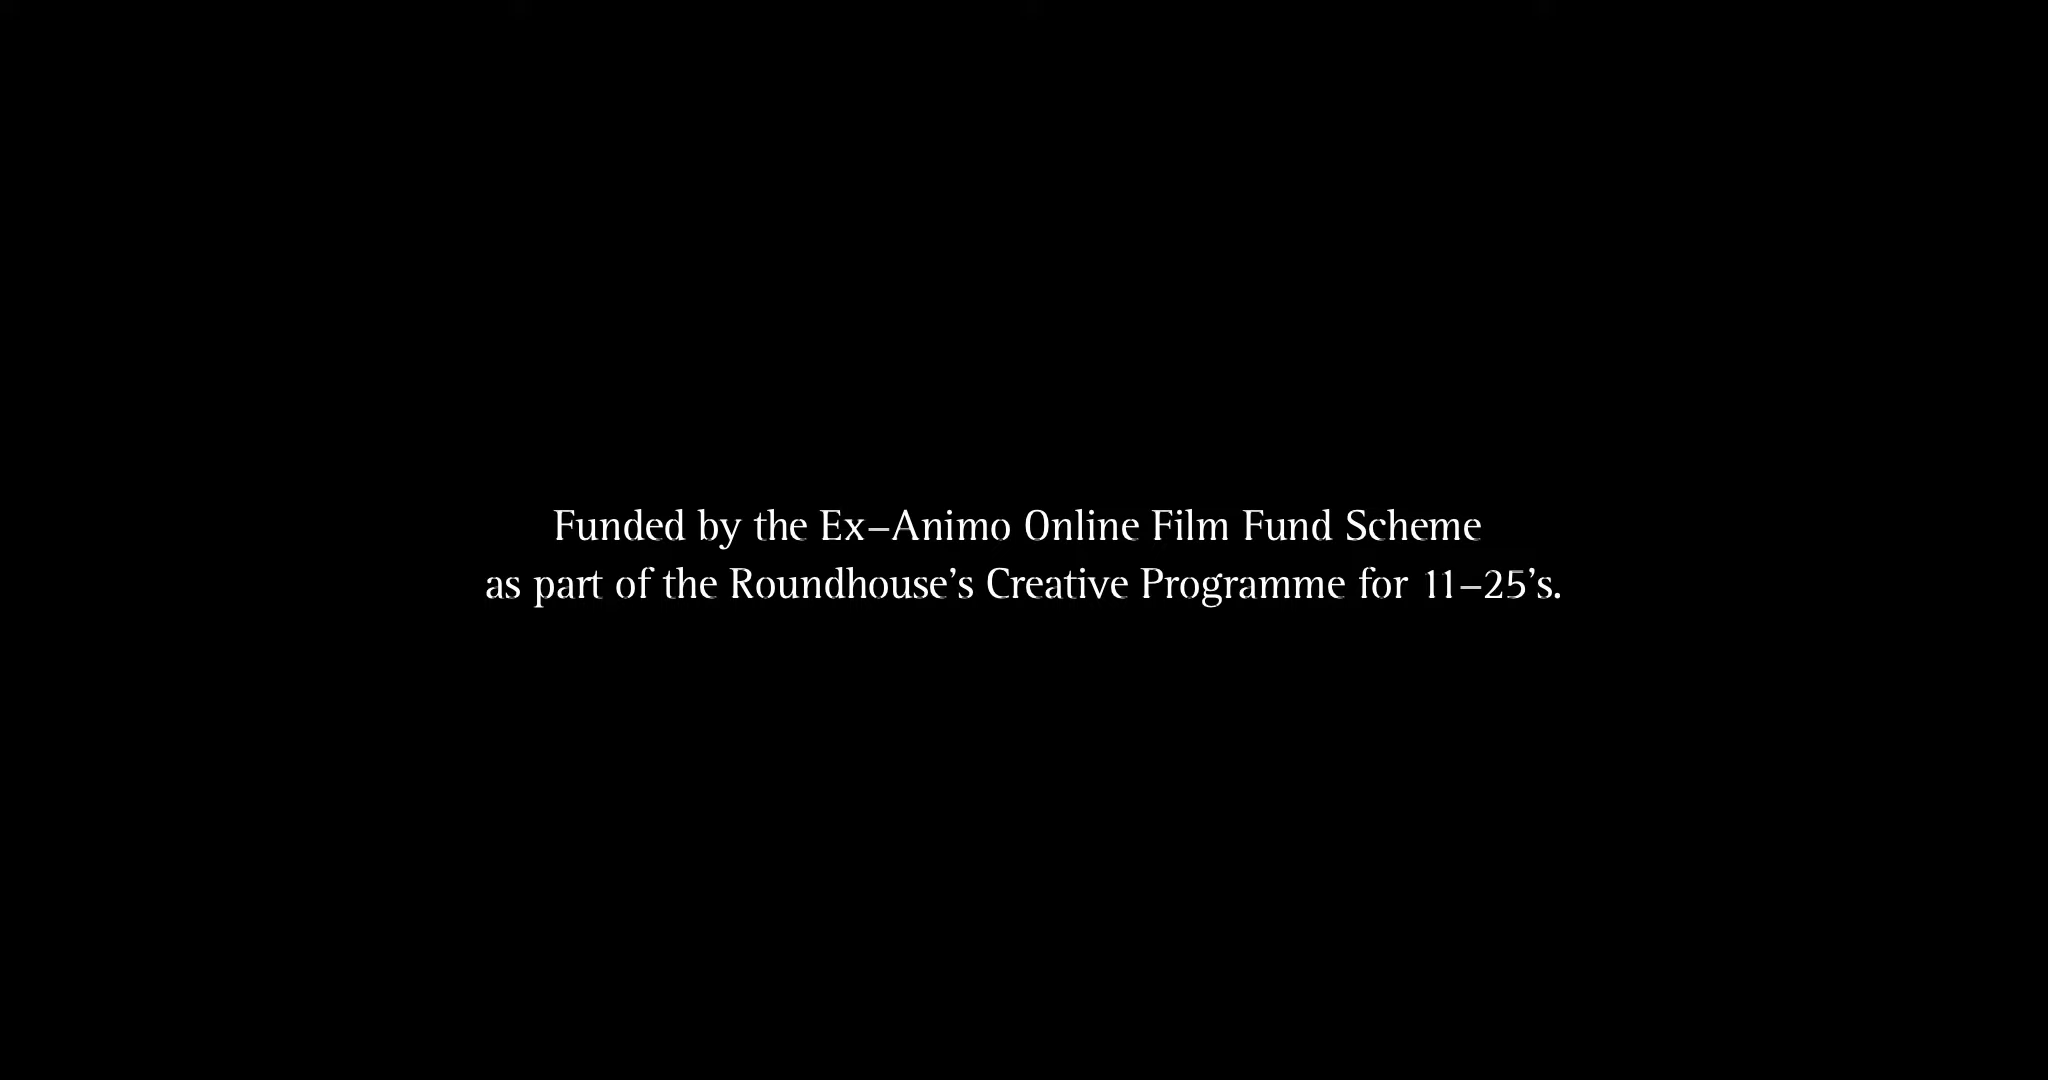 Funded by the Ex–Animo Online Film Fund Scheme
as part of the Roundhouse’s Creative Programme for 11–25’s.